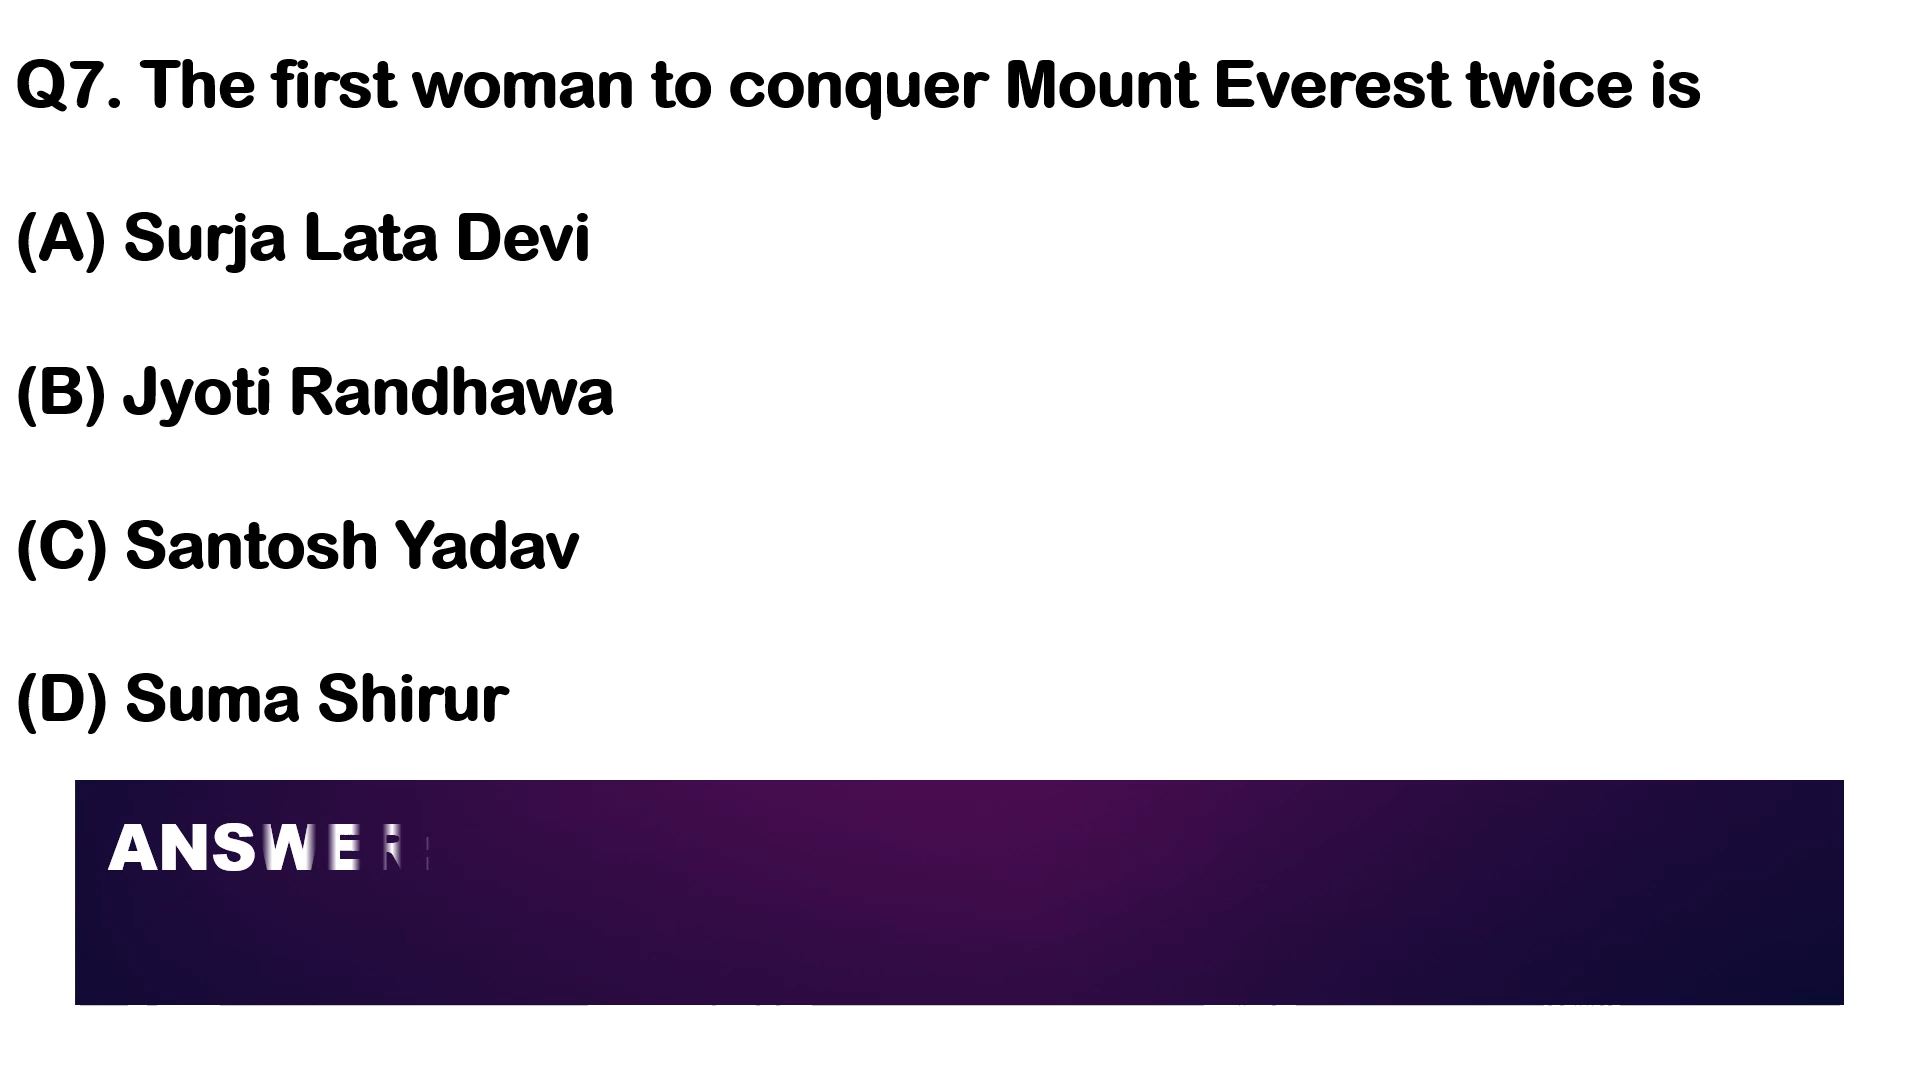 Q7. The first woman to conquer Mount Everest twice is
(A) Surja Lata Devi
(B) Jyoti Randhawa
(C) Santosh Yadav
(D) Suma Shirur
ANSWER: